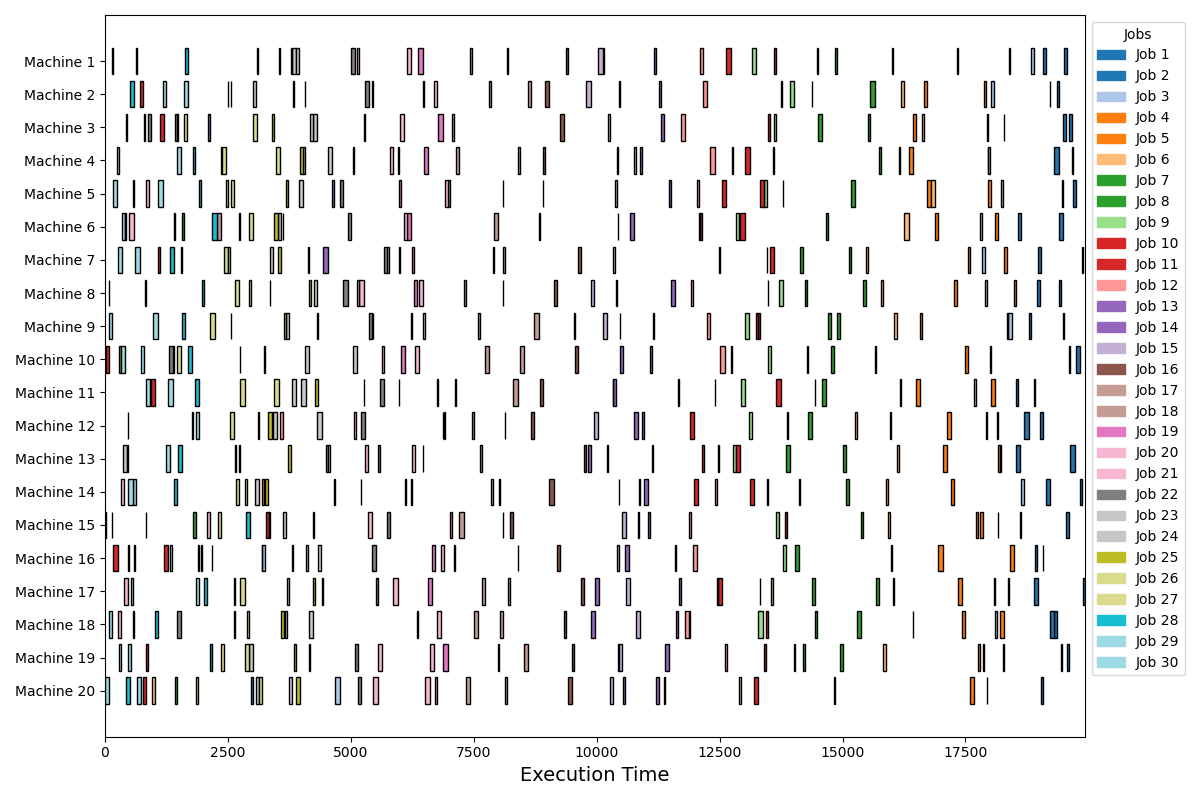 Machine 1
Machine 2
Machine 3
Machine 4
Machine 5
Machine 6
Machine 7
Machine 8
Machine 9
Machine 10
Machine 11
Machine 12
Machine 13
Machine 14
Machine 15
Machine 16
Machine 17
Machine 18
Machine 19
Machine 20
0 2500 5000 7500 10000 12500 15000 17500
Execution Time
Jobs
Job 1
Job 2
Job 3
Job 4
Job 5
Job 6
Job 7
Job 8
Job 9
Job 10
Job 11
Job 12
Job 13
Job 14
Job 15
Job 16
Job 17
Job 18
Job 19
Job 20
Job 21
Job 22
Job 23
Job 24
Job 25
Job 26
Job 27
Job 28
Job 29
Job 30